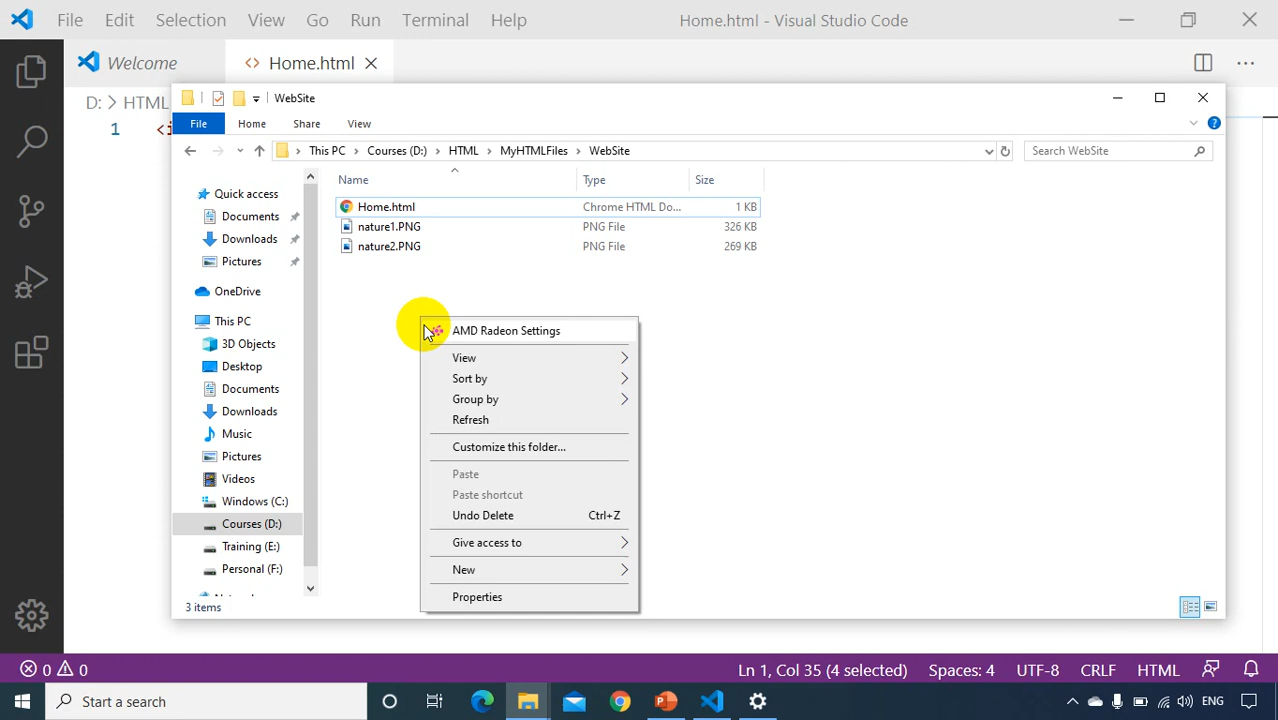 File Edit Selection View Go Run Terminal Help Home.html - Visual Studio Code
Welcome Home.html
D: HTML
1 <i
WebSite
File Home Share View
This PC Courses (D:) HTML MyHTMLFiles WebSite Search WebSite
Name Type Size
Quick access
Documents
Downloads
Pictures
OneDrive
This PC
3D Objects
Desktop
Documents
Downloads
Music
Pictures
Videos
Windows (C:)
Courses (D:)
Training (E:)
Personal (F:)
Home.html Chrome HTML Do... 1 KB
nature1.PNG PNG File 326 KB
nature2.PNG PNG File 269 KB
AMD Radeon Settings
View
Sort by
Group by
Refresh
Customize this folder...
Paste
Paste shortcut
Undo Delete Ctrl+Z
Give access to
New
Properties
3 items
0 0 Ln 1, Col 35 (4 selected) Spaces: 4 UTF-8 CRLF HTML
Start a search ENG